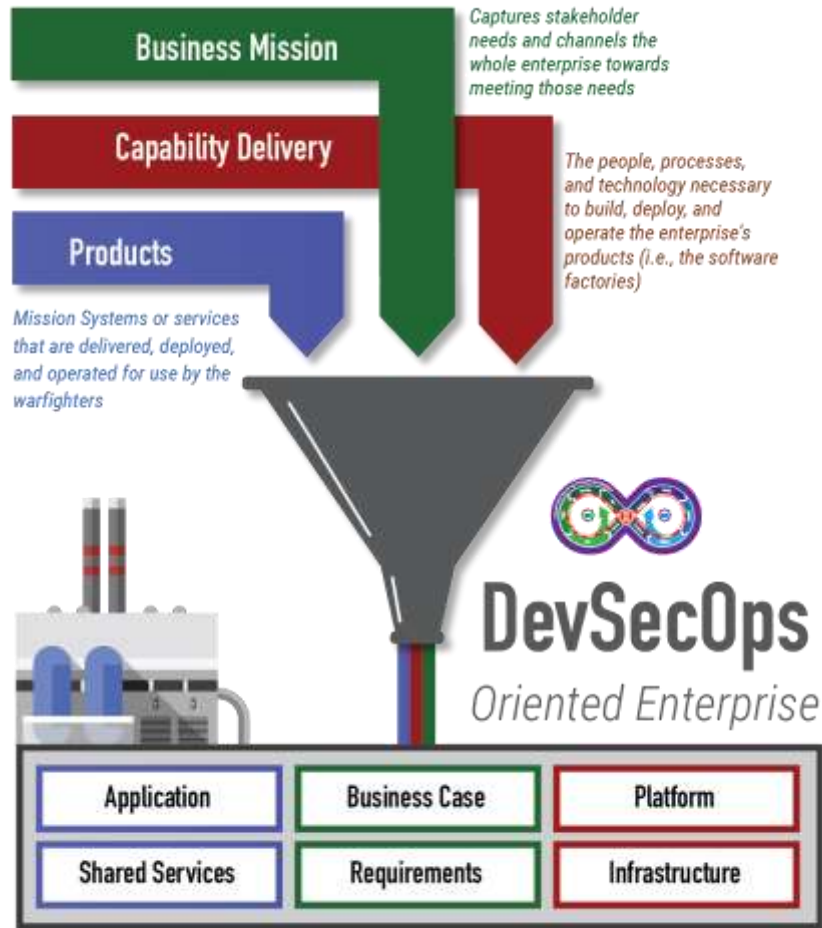 Business Mission
Captures stakeholder
needs and channels the
whole enterprise towards
meeting those needs
Capability Delivery
The people, processes,
and technology necessary
to build, deploy, and
operate the enterprise's
products (i.e., the software
factories)
Products
Mission Systems or services
that are delivered, deployed,
and operated for use by the
warfighters
DevSecOps
Oriented Enterprise
Application
Business Case
Platform
Shared Services
Requirements
Infrastructure